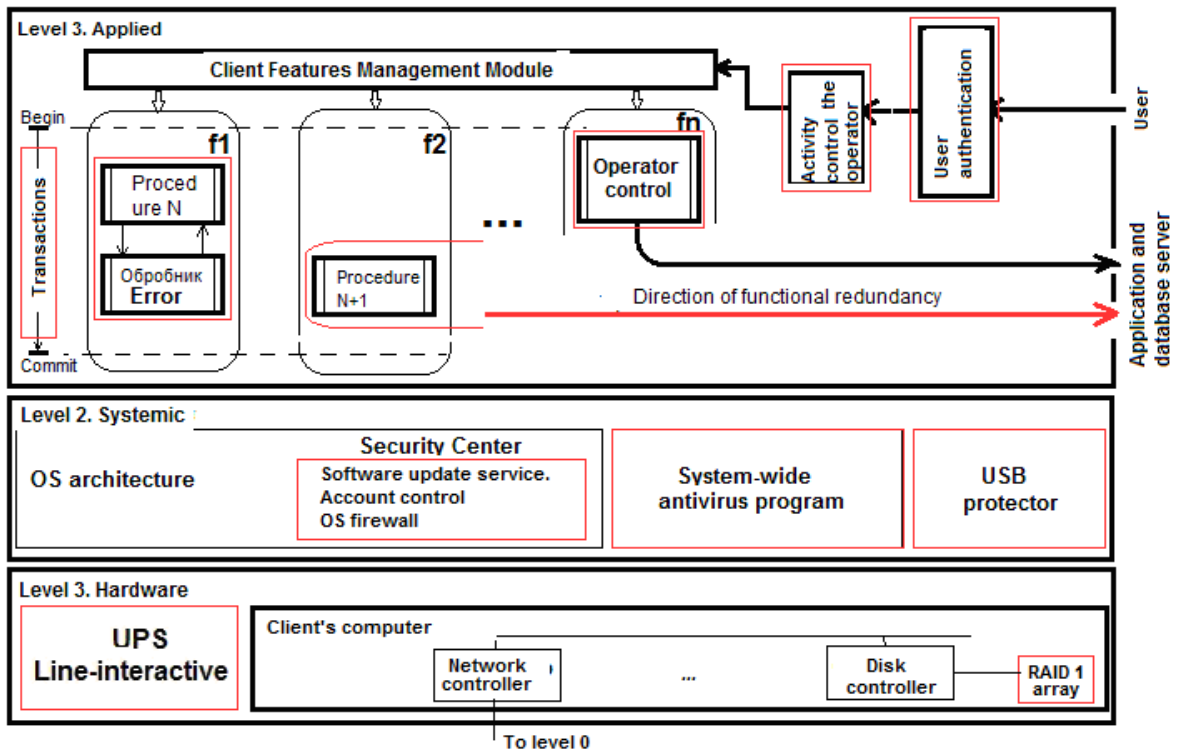 Level 3. Applied
Client Features Management Module
Activity
control the
operator
User
authentication
User
Begin
Transactions
Commit
f1
Proced
ure N
Обробник
Error
f2
Procedure
N+1
...
fn
Operator
control
Direction of functional redundancy
Application and
database server
Level 2. Systemic :
OS architecture
Security Center
Software update service.
Account control
OS firewall
System-wide
antivirus program
USB
protector
Level 3. Hardware
UPS
Line-interactive
Client's computer
Network
controller
...
Disk
controller
RAID 1
array
To level 0